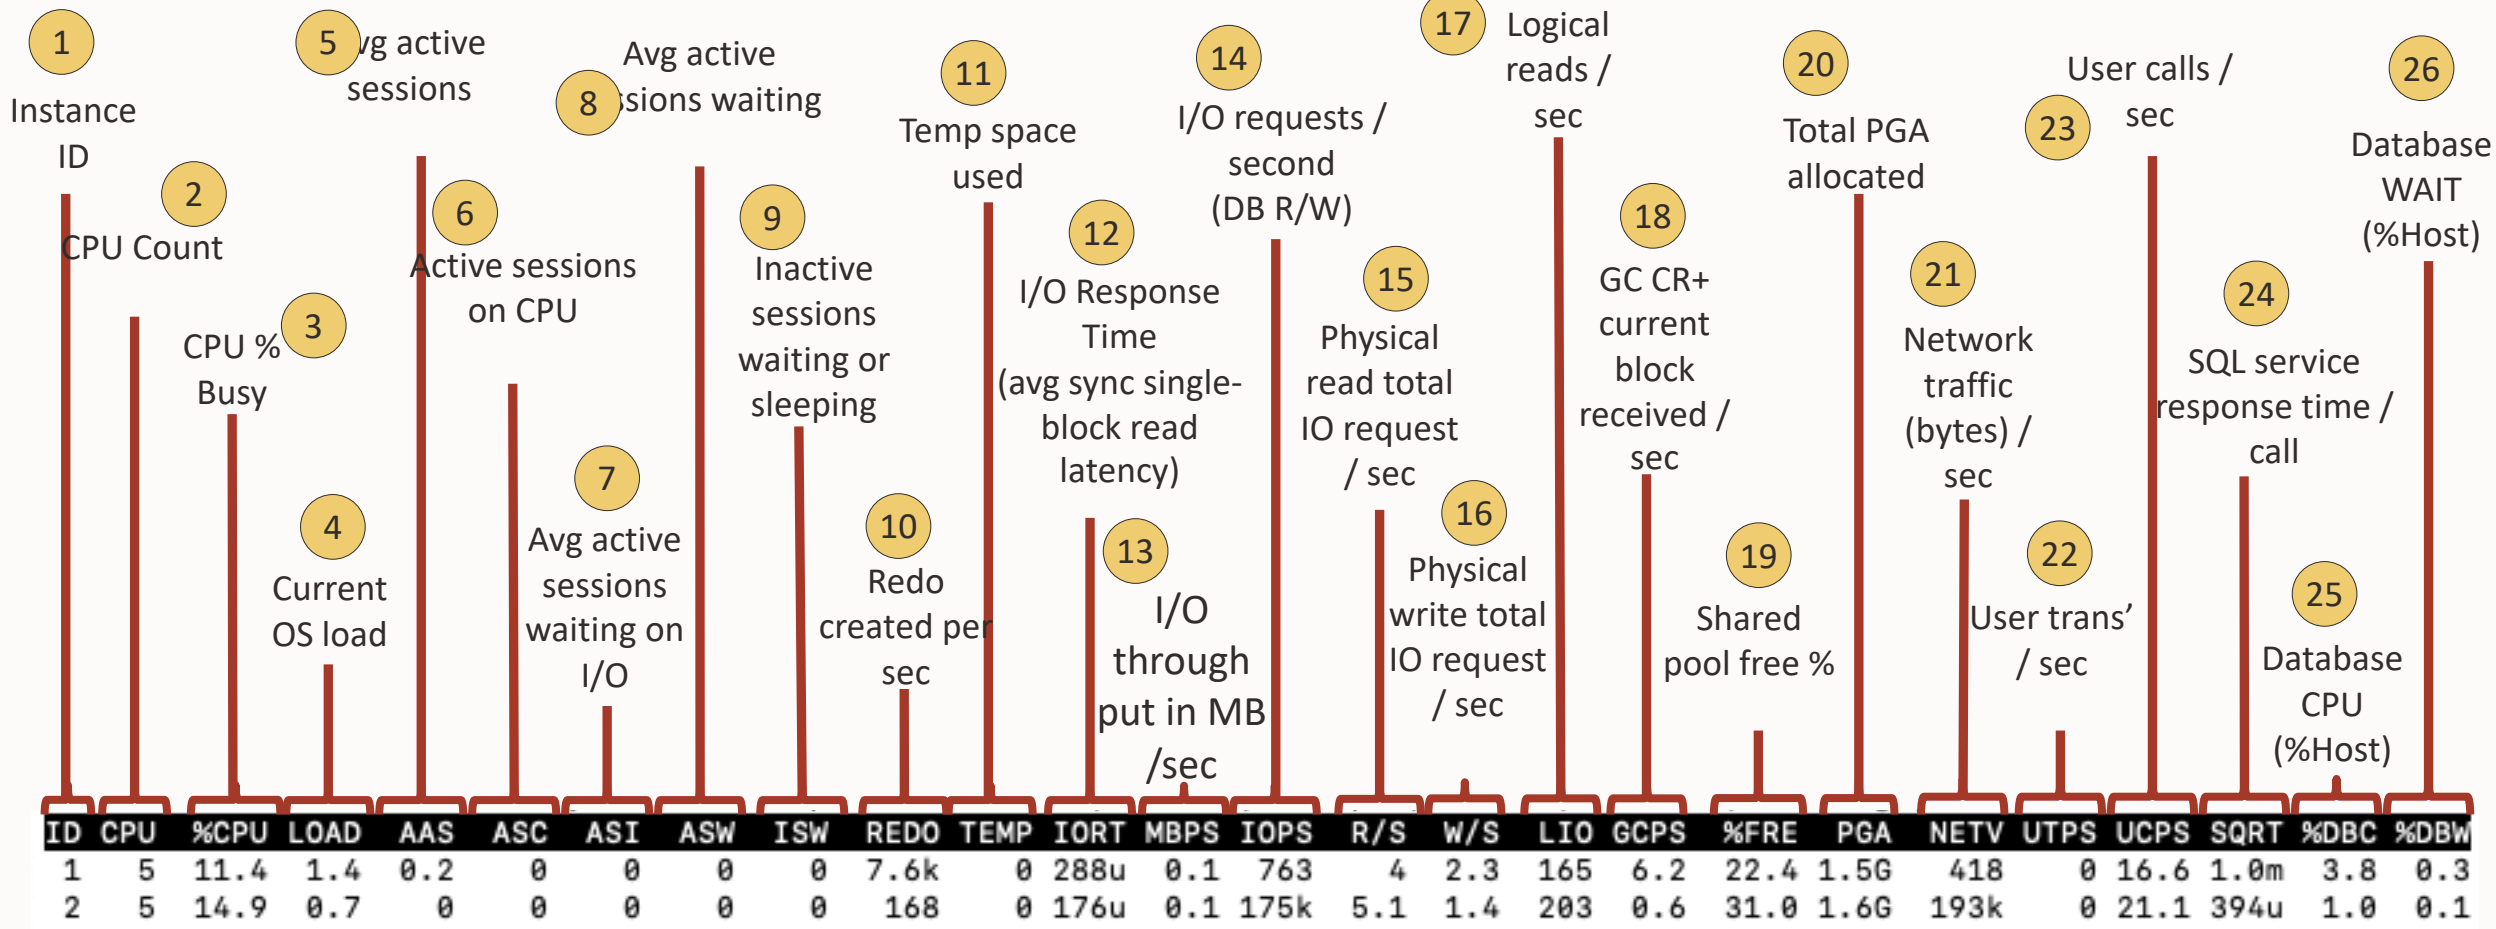 1
Instance
ID
2
CPU Count
3
CPU %
Busy
4
Current
OS load
5
vg active
sessions
6
Active sessions
on CPU
7
Avg active
sessions
waiting on
I/O
8
Avg active
ssions waiting
9
Inactive
sessions
waiting or
sleeping
10
Redo
created per
sec
11
Temp space
used
12
I/O Response
Time
(avg sync single-
block read
latency)
13
I/O
through
put in MB
/sec
14
I/O requests /
second
(DB R/W)
15
Physical
read total
IO request
/ sec
16
Physical
write total
IO request
/ sec
17
Logical
reads /
sec
18
GC CR+
current
block
received /
sec
19
Shared
pool free %
20
Total PGA
allocated
21
Network
traffic
(bytes) /
sec
22
User trans’
/ sec
23
User calls /
sec
24
SQL service
response time /
call
25
Database
CPU
(%Host)
26
Database
WAIT
(%Host)
ID CPU %CPU LOAD AAS ASC ASI ASW ISW REDO TEMP IORT MBPS IOPS R/S W/S LIO GCPS %FRE PGA NETV UTPS UCPS SQRT %DBC %DBW
1 5 11.4 1.4 0.2 0 0 0 0 7.6k 0 288u 0.1 763 4 2.3 165 6.2 22.4 1.5G 418 0 16.6 1.0m 3.8 0.3
2 5 14.9 0.7 0 0 0 0 0 168 0 176u 0.1 175k 5.1 1.4 203 0.6 31.0 1.6G 193k 0 21.1 394u 1.0 0.1